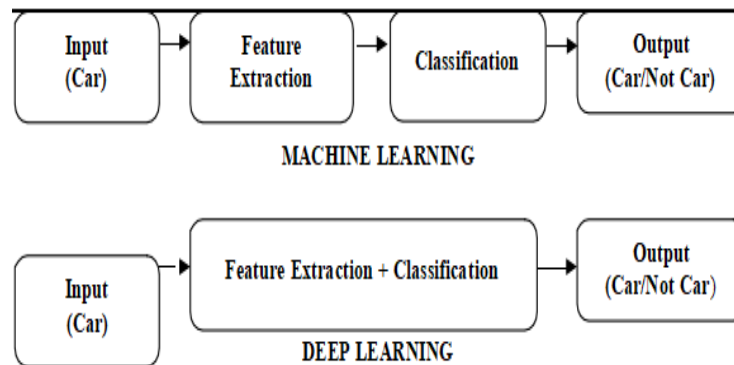 Input
(Car)
Feature
Extraction
Classification
Output
(Car/Not Car)
MACHINE LEARNING
Input
(Car)
Feature Extraction + Classification
Output
(Car/Not Car)
DEEP LEARNING